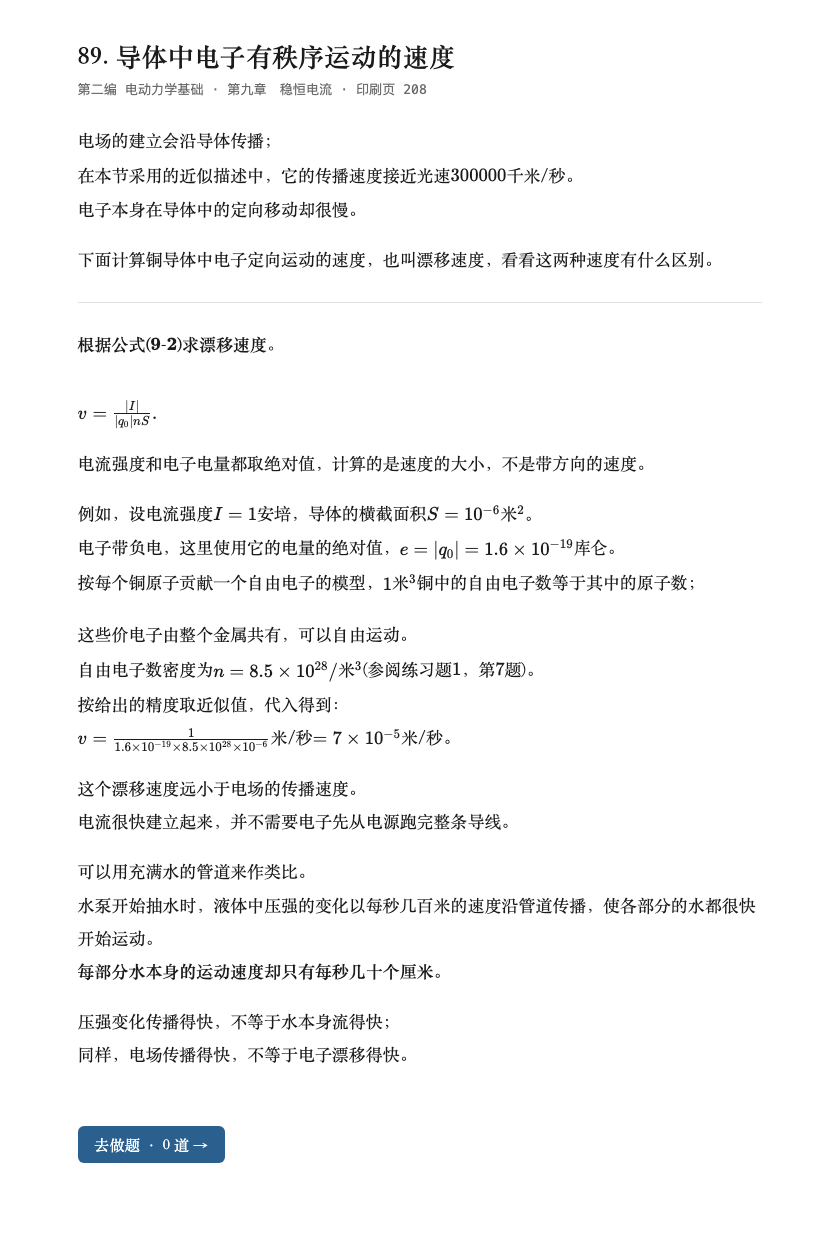 89. 导体中电子有秩序运动的速度
第二编 电动力学基础 · 第九章 稳恒电流 · 印刷页 208
电场的建立会沿导体传播；
在本节采用的近似描述中，它的传播速度接近光速300000千米/秒。
电子本身在导体中的定向移动却很慢。
下面计算铜导体中电子定向运动的速度，也叫漂移速度，看看这两种速度有什么区别。
根据公式(9-2)求漂移速度。
$v = \frac{|I|}{|q_0|nS}$.
电流强度和电子电量都取绝对值，计算的是速度的大小，不是带方向的速度。
例如，设电流强度$I = 1$安培，导体的横截面积$S = 10^{-6}$米$^2$。
电子带负电，这里使用它的电量的绝对值，$e = |q_0| = 1.6 \times 10^{-19}$库仑。
按每个铜原子贡献一个自由电子的模型，1米$^3$铜中的自由电子数等于其中的原子数；
这些价电子由整个金属共有，可以自由运动。
自由电子数密度为$n = 8.5 \times 10^{28}/$米$^3$(参阅练习题1，第7题)。
按给出的精度取近似值，代入得到：
$v = \frac{1}{1.6 \times 10^{-19} \times 8.5 \times 10^{28} \times 10^{-6}}$米/秒$= 7 \times 10^{-5}$米/秒。
这个漂移速度远小于电场的传播速度。
电流很快建立起来，并不需要电子先从电源跑完整条导线。
可以用充满水的管道来作类比。
水泵开始抽水时，液体中压强的变化以每秒几百米的速度沿管道传播，使各部分的水都很快
开始运动。
每部分水本身的运动速度却只有每秒几十个厘米。
压强变化传播得快，不等于水本身流得快；
同样，电场传播得快，不等于电子漂移得快。
去做题 · 0 道 →